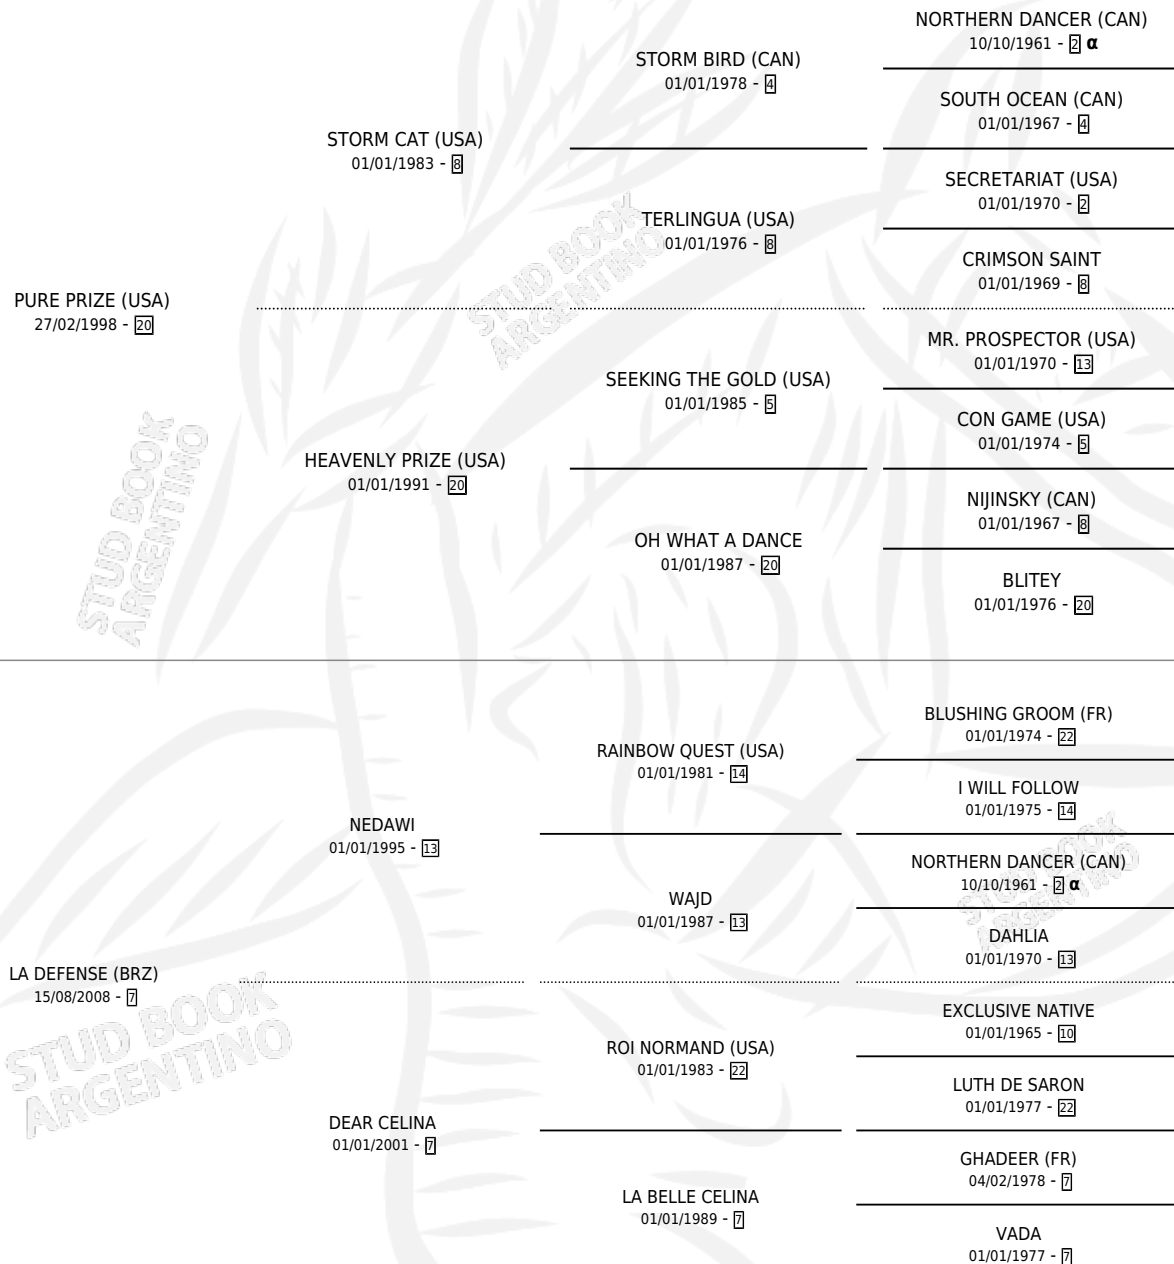 NORTHERN DANCER (CAN)
10/10/1961 - 2 α
STORM BIRD (CAN)
01/01/1978 - 4
SOUTH OCEAN (CAN)
01/01/1967 - 4
STORM CAT (USA)
01/01/1983 - 8
SECRETARIAT (USA)
01/01/1970 - 2
TERLINGUA (USA)
01/01/1976 - 8
CRIMSON SAINT
01/01/1969 - 8
PURE PRIZE (USA)
27/02/1998 - 20
MR. PROSPECTOR (USA)
01/01/1970 - 13
SEEKING THE GOLD (USA)
01/01/1985 - 5
CON GAME (USA)
01/01/1974 - 5
HEAVENLY PRIZE (USA)
01/01/1991 - 20
NIJINSKY (CAN)
01/01/1967 - 8
OH WHAT A DANCE
01/01/1987 - 20
BLITEY
01/01/1976 - 20
BLUSHING GROOM (FR)
01/01/1974 - 22
RAINBOW QUEST (USA)
01/01/1981 - 14
I WILL FOLLOW
01/01/1975 - 14
NEDAWI
01/01/1995 - 13
NORTHERN DANCER (CAN)
10/10/1961 - 2 α
WAJD
01/01/1987 - 13
DAHLIA
01/01/1970 - 13
LA DEFENSE (BRZ)
15/08/2008 - 7
EXCLUSIVE NATIVE
01/01/1965 - 10
ROI NORMAND (USA)
01/01/1983 - 22
LUTH DE SARON
01/01/1977 - 22
DEAR CELINA
01/01/2001 - 7
GHADEER (FR)
04/02/1978 - 7
LA BELLE CELINA
01/01/1989 - 7
VADA
01/01/1977 - 7
STUD BOOK
ARGENTINO
STUD BOOK
ARGENTINO
STUD BOOK
ARGENTINO
STUD BOOK
ARGENTINO